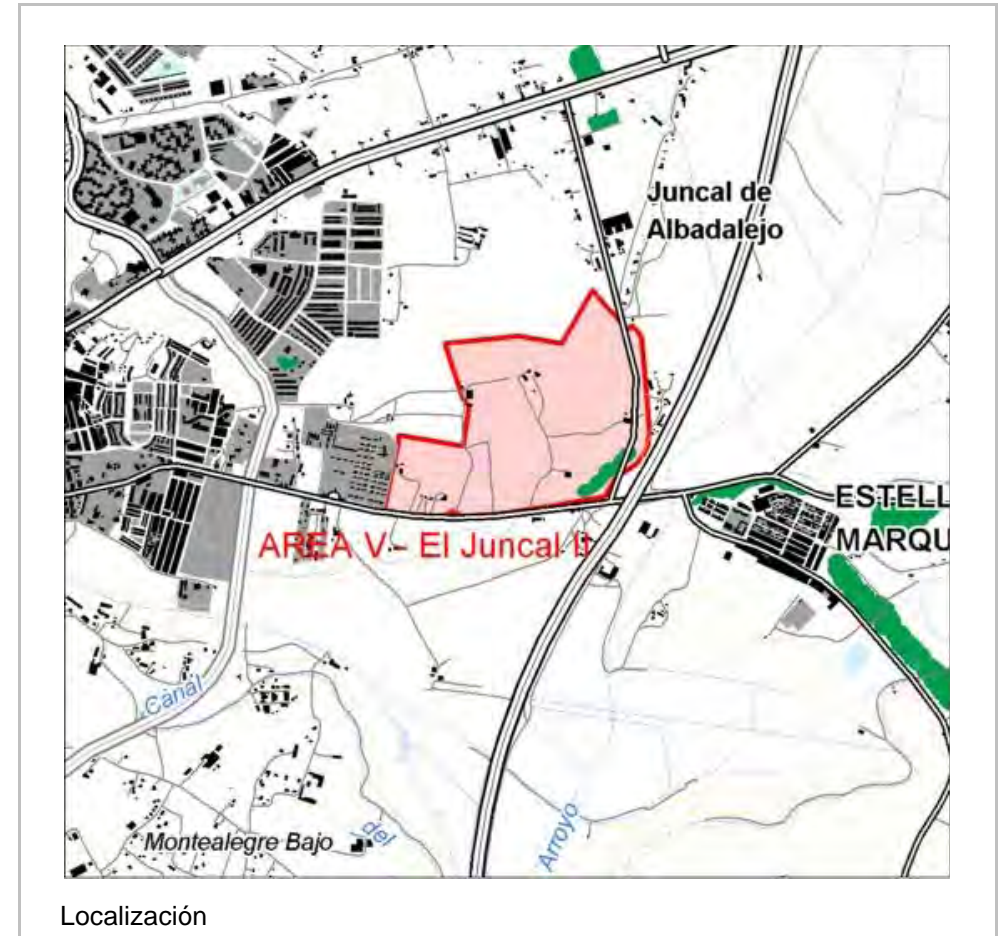 Juncal de
Albadalejo
ESTELL
MARQU
AREA V - El Juncal II
Canal
Montealegre Bajo
del
Arroyo
Localización